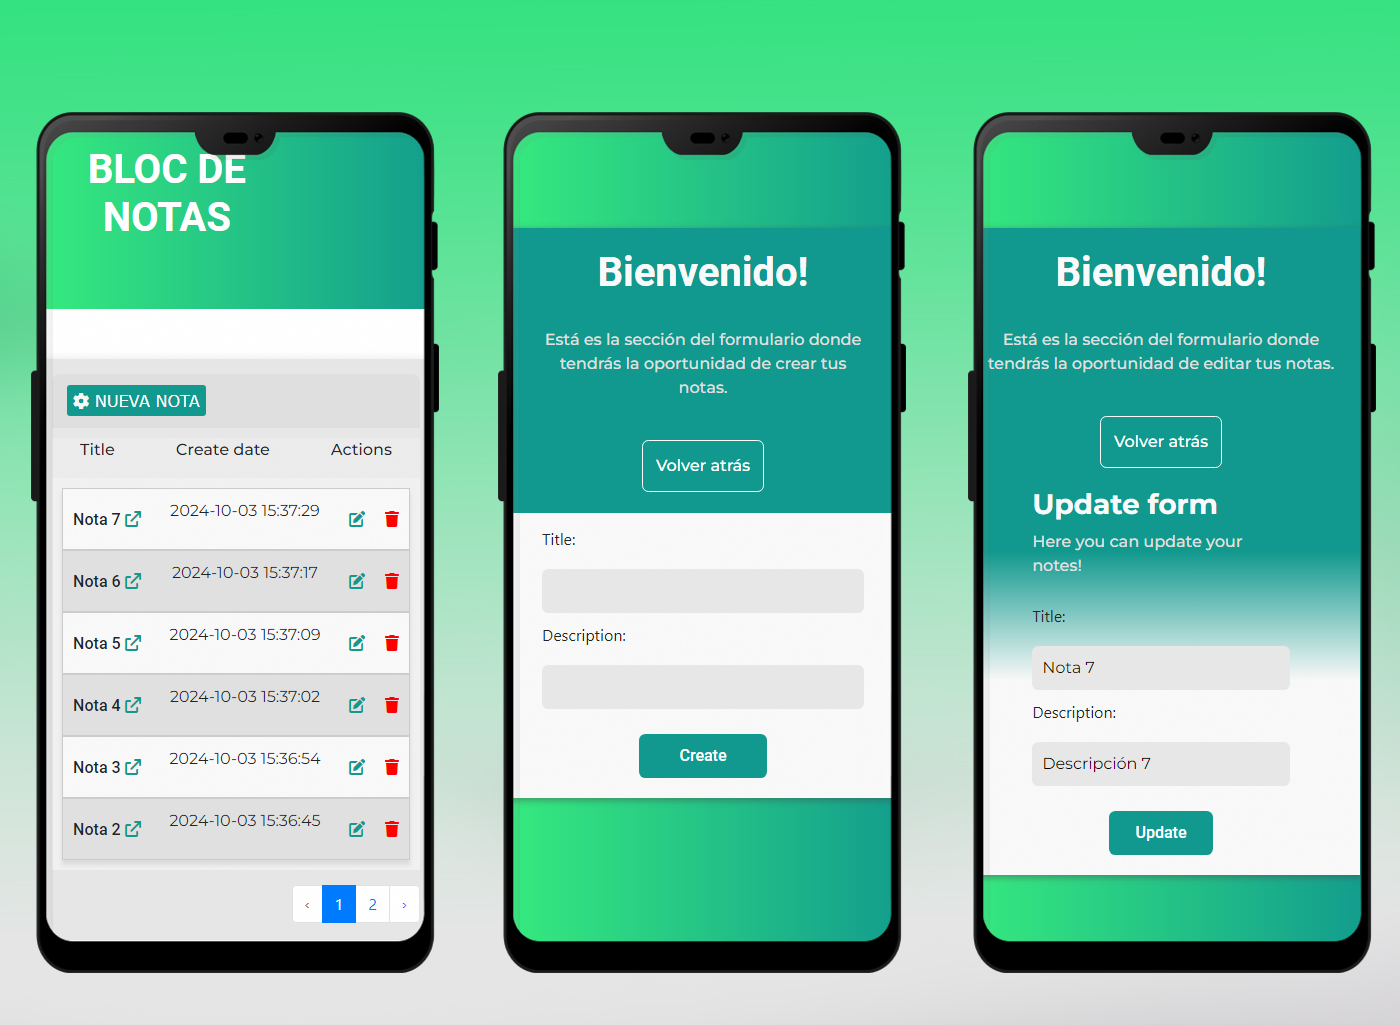 BLOC DE
NOTAS
NUEVA NOTA
Title Create date Actions
Nota 7 2024-10-03 15:37:29
Nota 6 2024-10-03 15:37:17
Nota 5 2024-10-03 15:37:09
Nota 4 2024-10-03 15:37:02
Nota 3 2024-10-03 15:36:54
Nota 2 2024-10-03 15:36:45
‹ 1 2 ›
Bienvenido!
Está es la sección del formulario donde
tendrás la oportunidad de crear tus
notas.
Volver atrás
Title:
Description:
Create
Bienvenido!
Está es la sección del formulario donde
tendrás la oportunidad de editar tus notas.
Volver atrás
Update form
Here you can update your
notes!
Title:
Nota 7
Description:
Descripción 7
Update